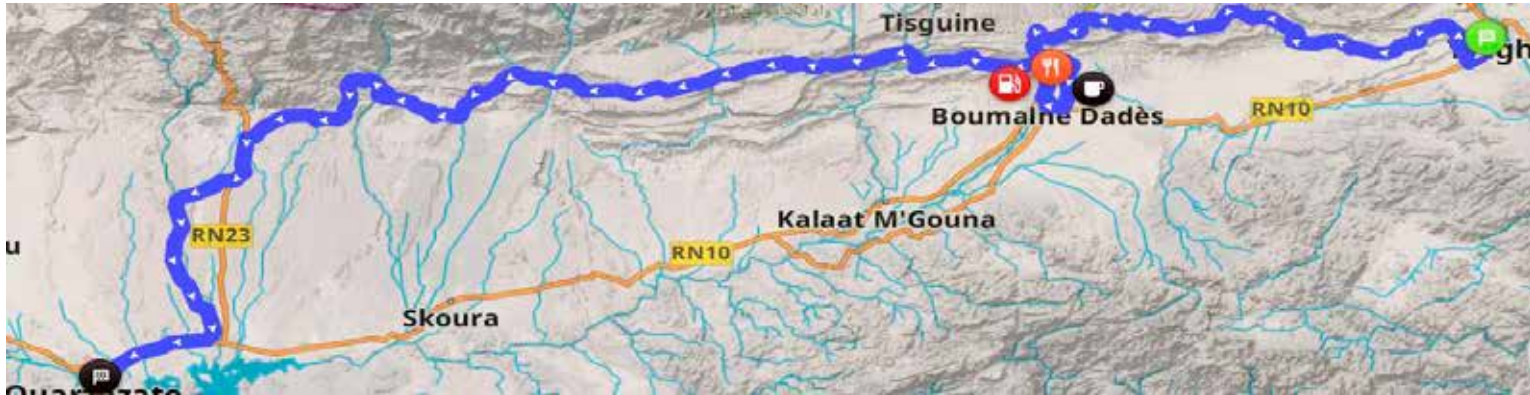 Tisguine
RN10
Boumalne Dadès
Kalaat M'Gouna
u
RN23
RN10
Skoura